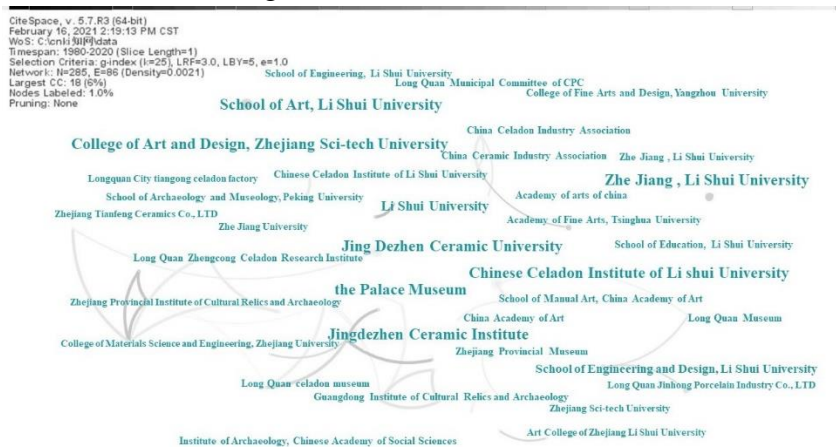 CiteSpace, v. 5.7.R3 (64-bit)
February 16, 2021 2:19:13 PM CST
WoS: C:\cnki知网\data
Timespan: 1980-2020 (Slice Length=1)
Selection Criteria: g-index (k=25), LRF=3.0, LBY=5, e=1.0
Network: N=285, E=86 (Density=0.0021)
Largest CC: 18 (6%)
Nodes Labeled: 1.0%
Pruning: None
School of Engineering, Li Shui University
Long Quan Municipal Committee of CPC
College of Fine Arts and Design, Yangzhou University
School of Art, Li Shui University
China Celadon Industry Association
College of Art and Design, Zhejiang Sci-tech University
China Ceramic Industry Association
Zhe Jiang , Li Shui University
Longquan City tiangong celadon factory
Chinese Celadon Institute of Li Shui University
Zhe Jiang , Li Shui University
School of Archaeology and Museology, Peking University
Academy of arts of china
Li Shui University
Zhejiang Tianfeng Ceramics Co., LTD
Academy of Fine Arts, Tsinghua University
Zhe Jiang University
Jing Dezhen Ceramic University
School of Education, Li Shui University
Long Quan Zhengcong Celadon Research Institute
Chinese Celadon Institute of Li shui University
the Palace Museum
School of Manual Art, China Academy of Art
Zhejiang Provincial Institute of Cultural Relics and Archaeology
China Academy of Art
Long Quan Museum
Jingdezhen Ceramic Institute
College of Materials Science and Engineering, Zhejiang University
Zhejiang Provincial Museum
School of Engineering and Design, Li Shui University
Long Quan celadon museum
Long Quan Jinhong Porcelain Industry Co., LTD
Guangdong Institute of Cultural Relics and Archaeology
Zhejiang Sci-tech University
Art College of Zhejiang Li Shui University
Institute of Archaeology, Chinese Academy of Social Sciences